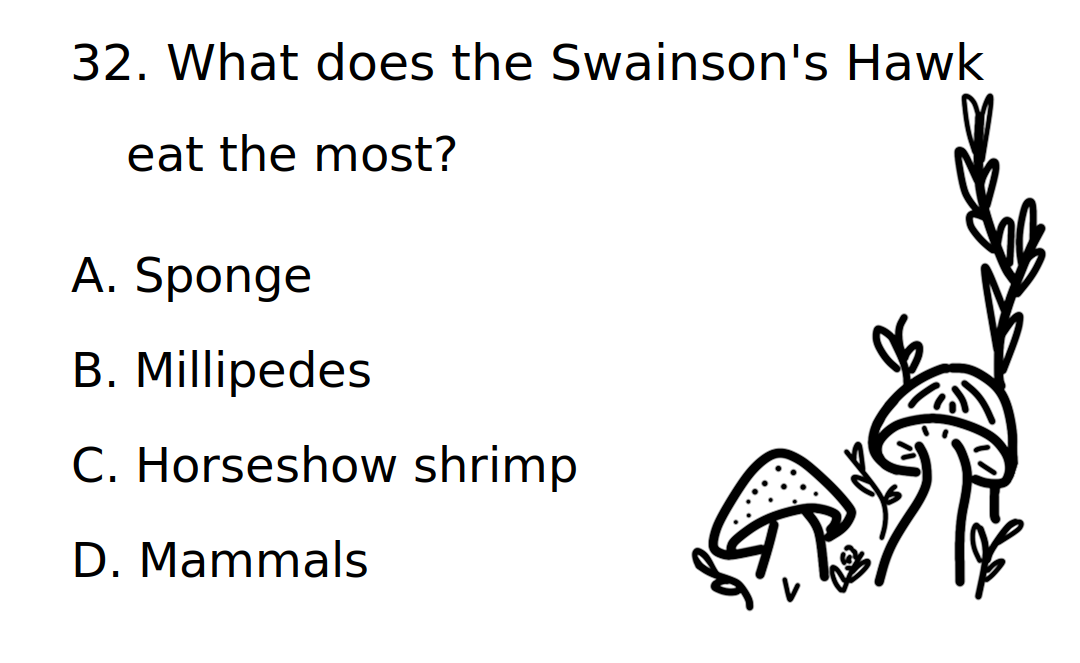 32. What does the Swainson's Hawk
eat the most?
A. Sponge
B. Millipedes
C. Horseshow shrimp
D. Mammals